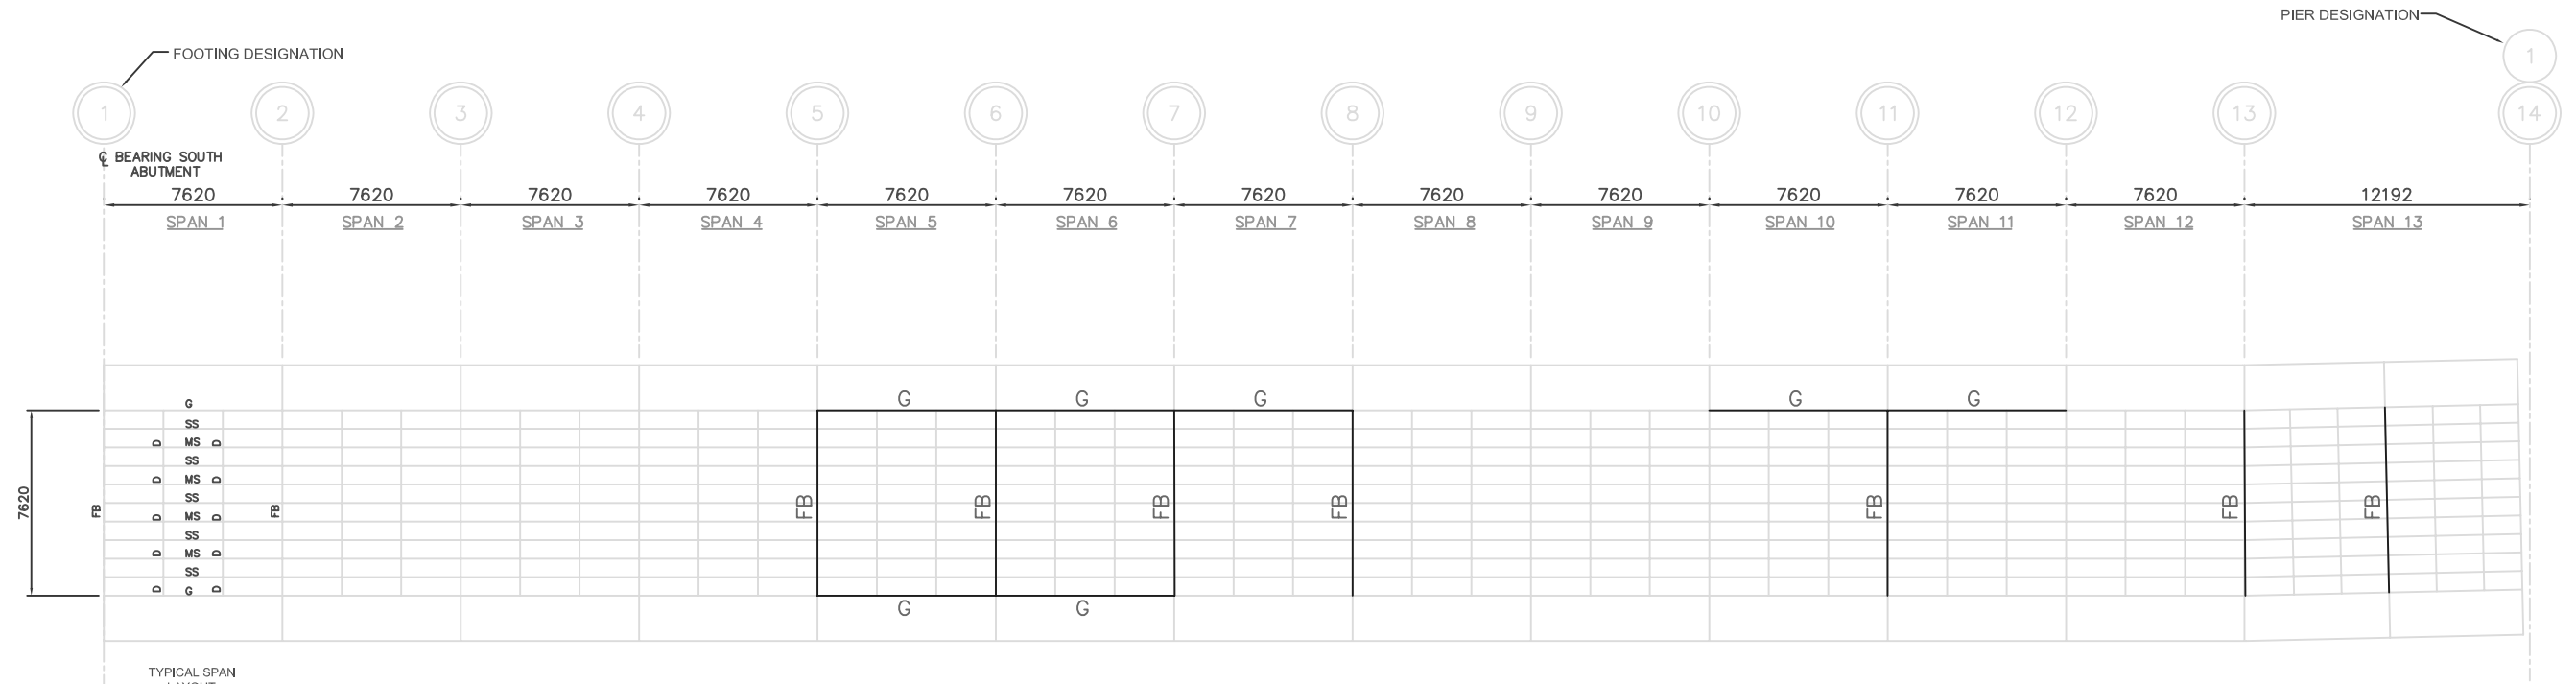 PIER DESIGNATION
FOOTING DESIGNATION
1
1 2 3 4 5 6 7 8 9 10 11 12 13 14
℄ BEARING SOUTH
ABUTMENT
7620 7620 7620 7620 7620 7620 7620 7620 7620 7620 7620 7620 12192
SPAN 1 SPAN 2 SPAN 3 SPAN 4 SPAN 5 SPAN 6 SPAN 7 SPAN 8 SPAN 9 SPAN 10 SPAN 11 SPAN 12 SPAN 13
G G G G G
G
SS
D MS D
SS
D MS D
SS
7620 FB FB FB FB FB FB FB FB FB
D MS D
SS
D MS D
SS
D G D
G G
TYPICAL SPAN